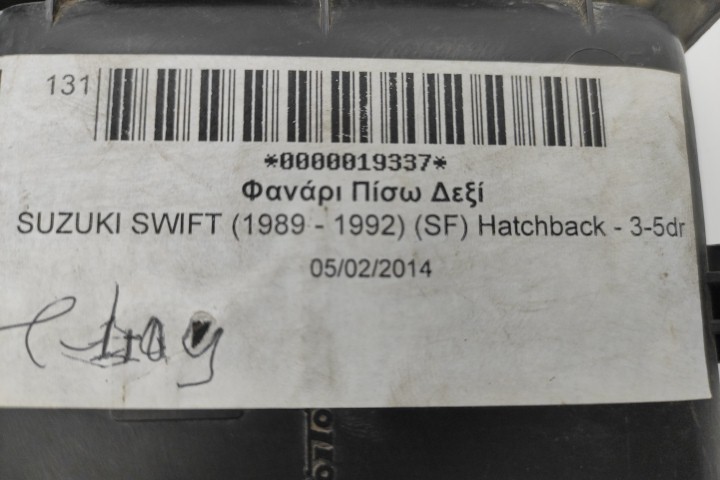 131
*0000019337*
Φανάρι Πίσω Δεξί
SUZUKI SWIFT (1989 - 1992) (SF) Hatchback - 3-5dr
05/02/2014